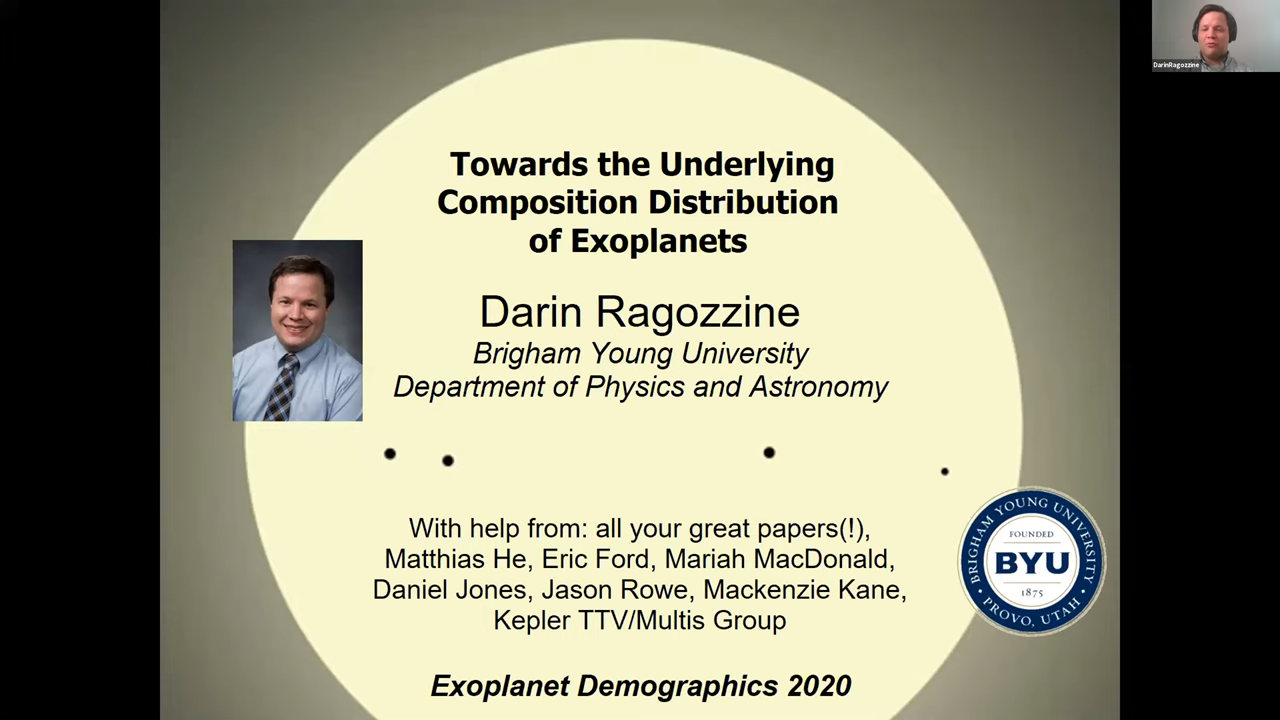 DarinRagozzine
Towards the Underlying
Composition Distribution
of Exoplanets
Darin Ragozzine
Brigham Young University
Department of Physics and Astronomy
With help from: all your great papers(!),
Matthias He, Eric Ford, Mariah MacDonald,
Daniel Jones, Jason Rowe, Mackenzie Kane,
Kepler TTV/Multis Group
Exoplanet Demographics 2020
BRIGHAM YOUNG UNIVERSITY
FOUNDED
BYU
1875
PROVO, UTAH